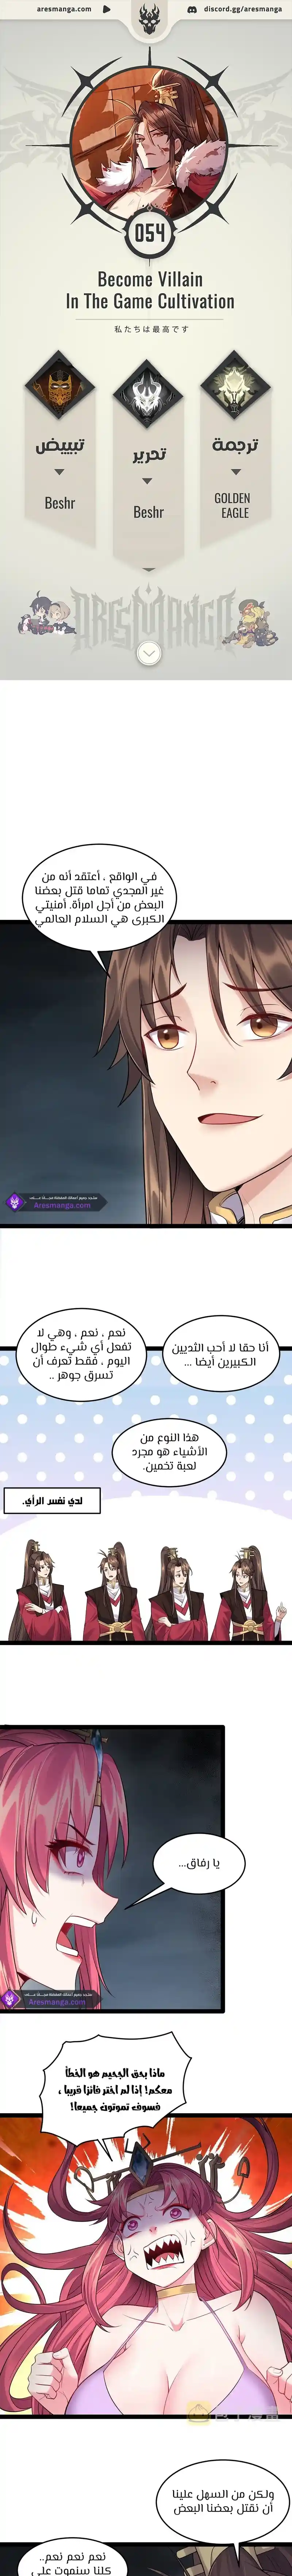 aresmanga.com
discord.gg/aresmanga
054
Become Villain
In The Game Cultivation
私たちは最高です
ترجمة
GOLDEN
EAGLE
تحرير
Beshr
تبييض
Beshr
ARESMANGA
في الواقع ، أعتقد أنه من
غير المجدي تماما قتل بعضنا
البعض من أجل امرأة. أمنيتي
الكبرى هي السلام العالمي
Aresmanga.com
أنا حقا لا أحب الثديين
الكبيرين أيضا ...
نعم ، نعم ، وهي لا
تفعل أي شيء طوال
اليوم ، فقط تعرف أن
تسرق جوهر ..
هذا النوع من
الأشياء هو مجرد
لعبة تخمين.
لدي نفس الرأي.
يا رفاق...
Aresmanga.com
ماذا بحق الجحيم هو الخطأ
معكم! إذا لم اختر فائزا قريبا ،
فسوف تموتون جميعا!
ولكن من السهل علينا
أن نقتل بعضنا البعض
نعم نعم نعم..
كلنا سنموت على